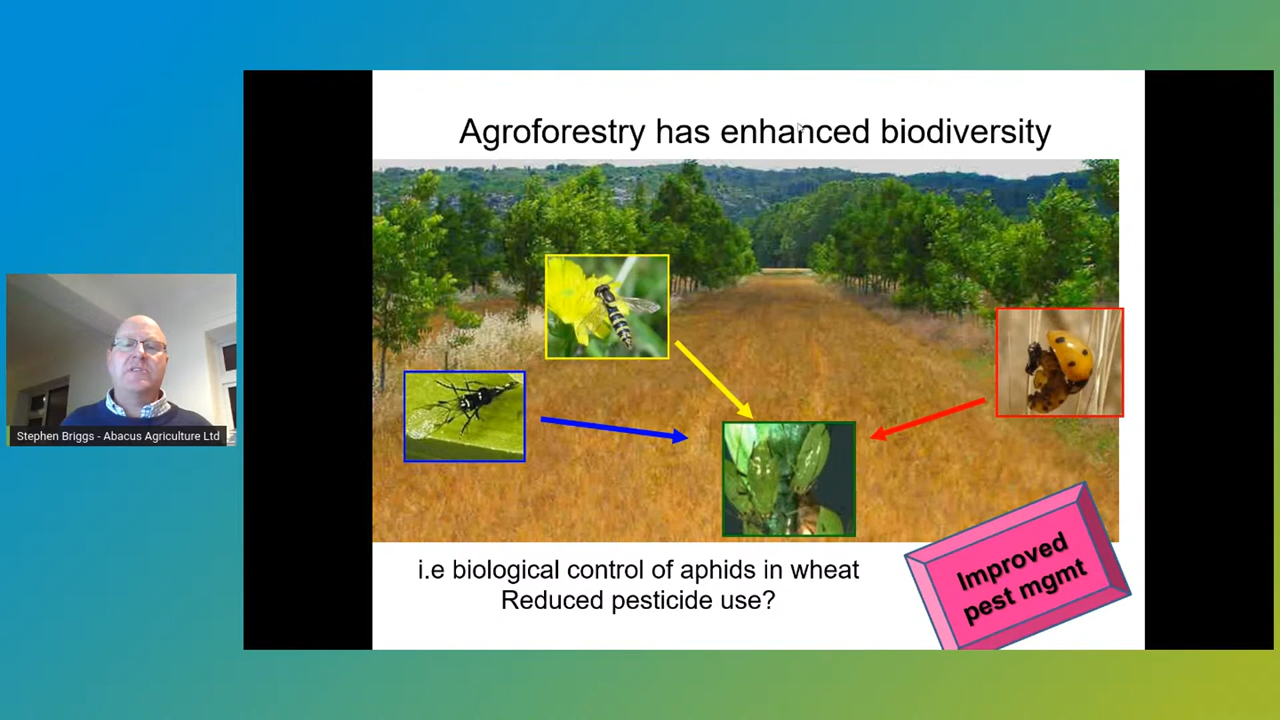 Agroforestry has enhanced biodiversity
Stephen Briggs - Abacus Agriculture Ltd
i.e biological control of aphids in wheat
Reduced pesticide use?
Improved
pest mgmt